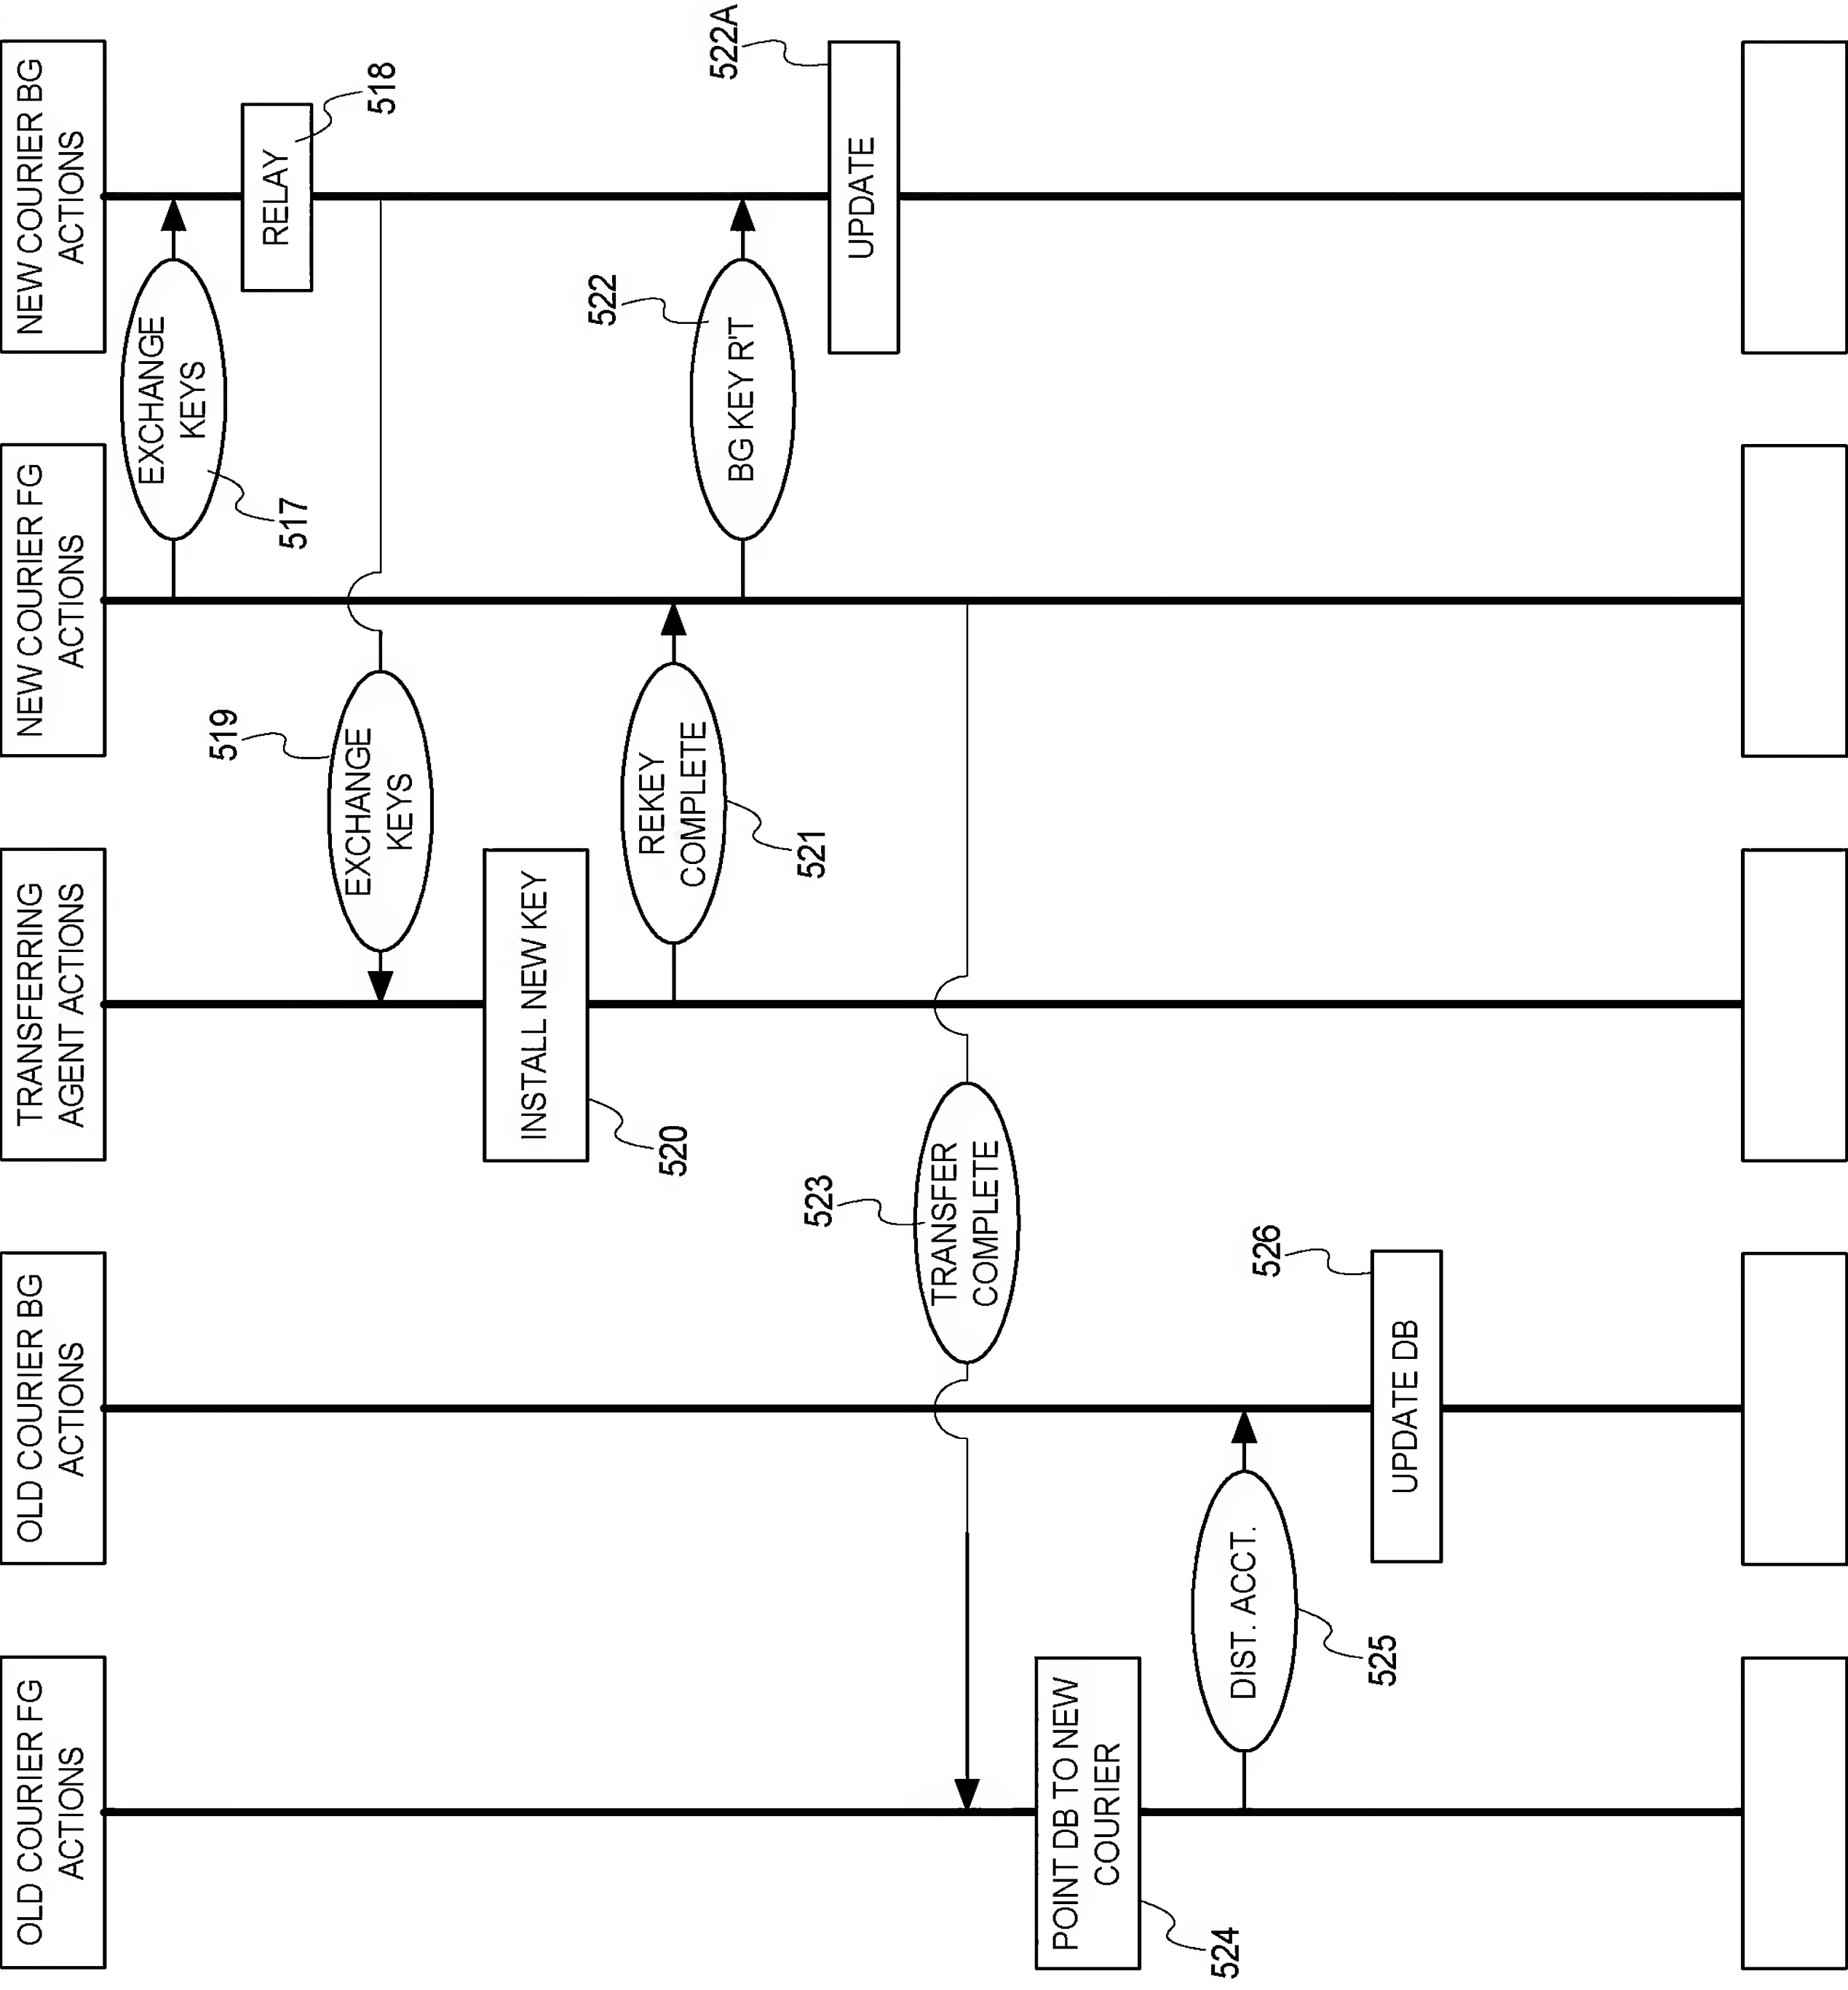 OLD COURIER FG
ACTIONS
OLD COURIER BG
ACTIONS
TRANSFERRING
AGENT ACTIONS
NEW COURIER FG
ACTIONS
NEW COURIER BG
ACTIONS
EXCHANGE
KEYS
517
RELAY
518
519
EXCHANGE
KEYS
INSTALL NEW KEY
520
REKEY
COMPLETE
521
522
BG KEY R'T
522A
UPDATE
523
TRANSFER
COMPLETE
POINT DB TO NEW
COURIER
524
DIST. ACCT.
525
526
UPDATE DB